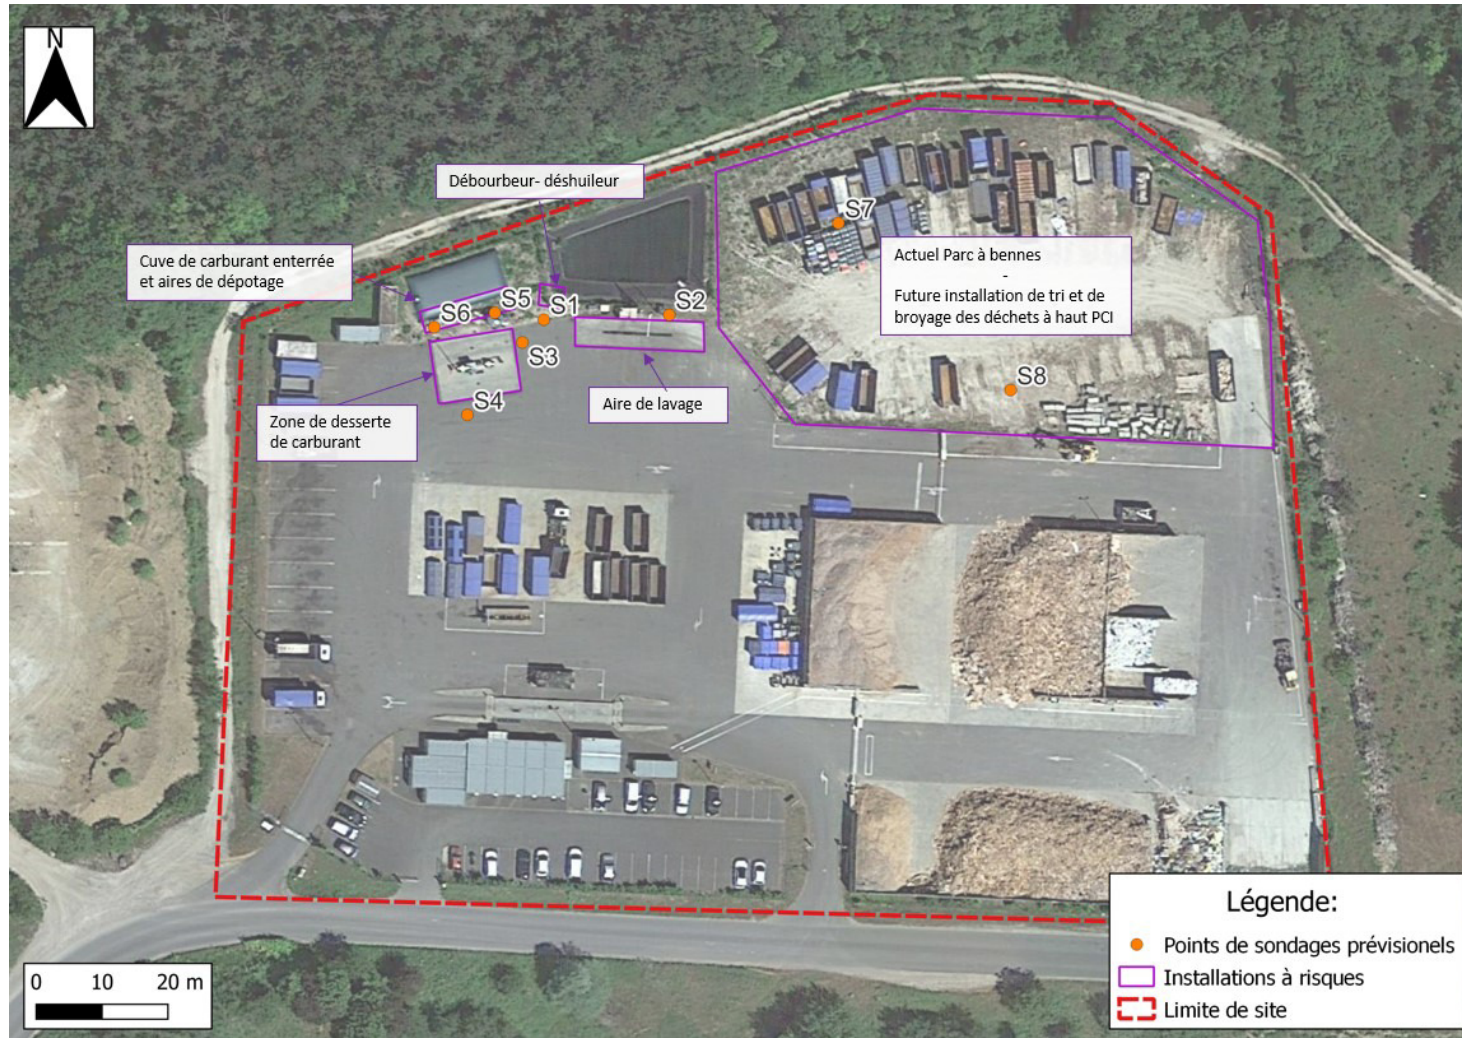 N
Débourbeur- déshuileur
Cuve de carburant enterrée
et aires de dépotage
S7
Actuel Parc à bennes
-
Future installation de tri et de
broyage des déchets à haut PCI
S5
S1
S2
S6
S3
S8
Aire de lavage
S4
Zone de desserte
de carburant
Légende:
Points de sondages prévisionels
Installations à risques
Limite de site
0 10 20 m